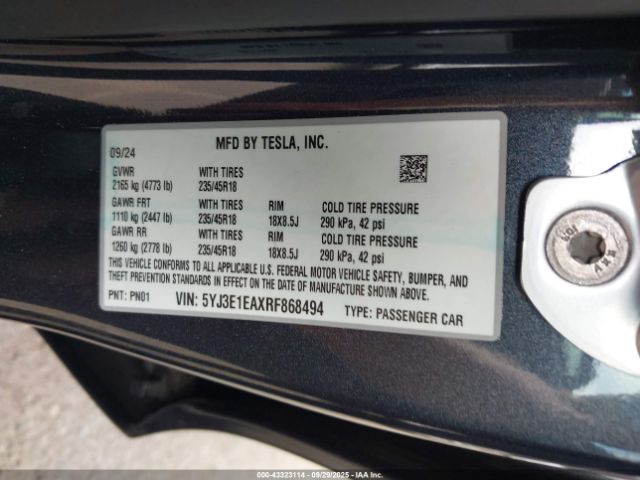 MFD BY TESLA, INC.
09/24
GVWR WITH TIRES
2165 kg (4773 lb) 235/45R18
GAWR FRT WITH TIRES RIM COLD TIRE PRESSURE
1110 kg (2447 lb) 235/45R18 18X8.5J 290 kPa, 42 psi
GAWR RR WITH TIRES RIM COLD TIRE PRESSURE
1260 kg (2778 lb) 235/45R18 18X8.5J 290 kPa, 42 psi
THIS VEHICLE CONFORMS TO ALL APPLICABLE U.S. FEDERAL MOTOR VEHICLE SAFETY, BUMPER, AND
THEFT PREVENTION STANDARDS IN EFFECT ON THE DATE OF MANUFACTURE SHOWN ABOVE.
PNT: PN01 VIN: 5YJ3E1EAXRF868494 TYPE: PASSENGER CAR
000-43323114 - 09/29/2025 - IAAI.COM